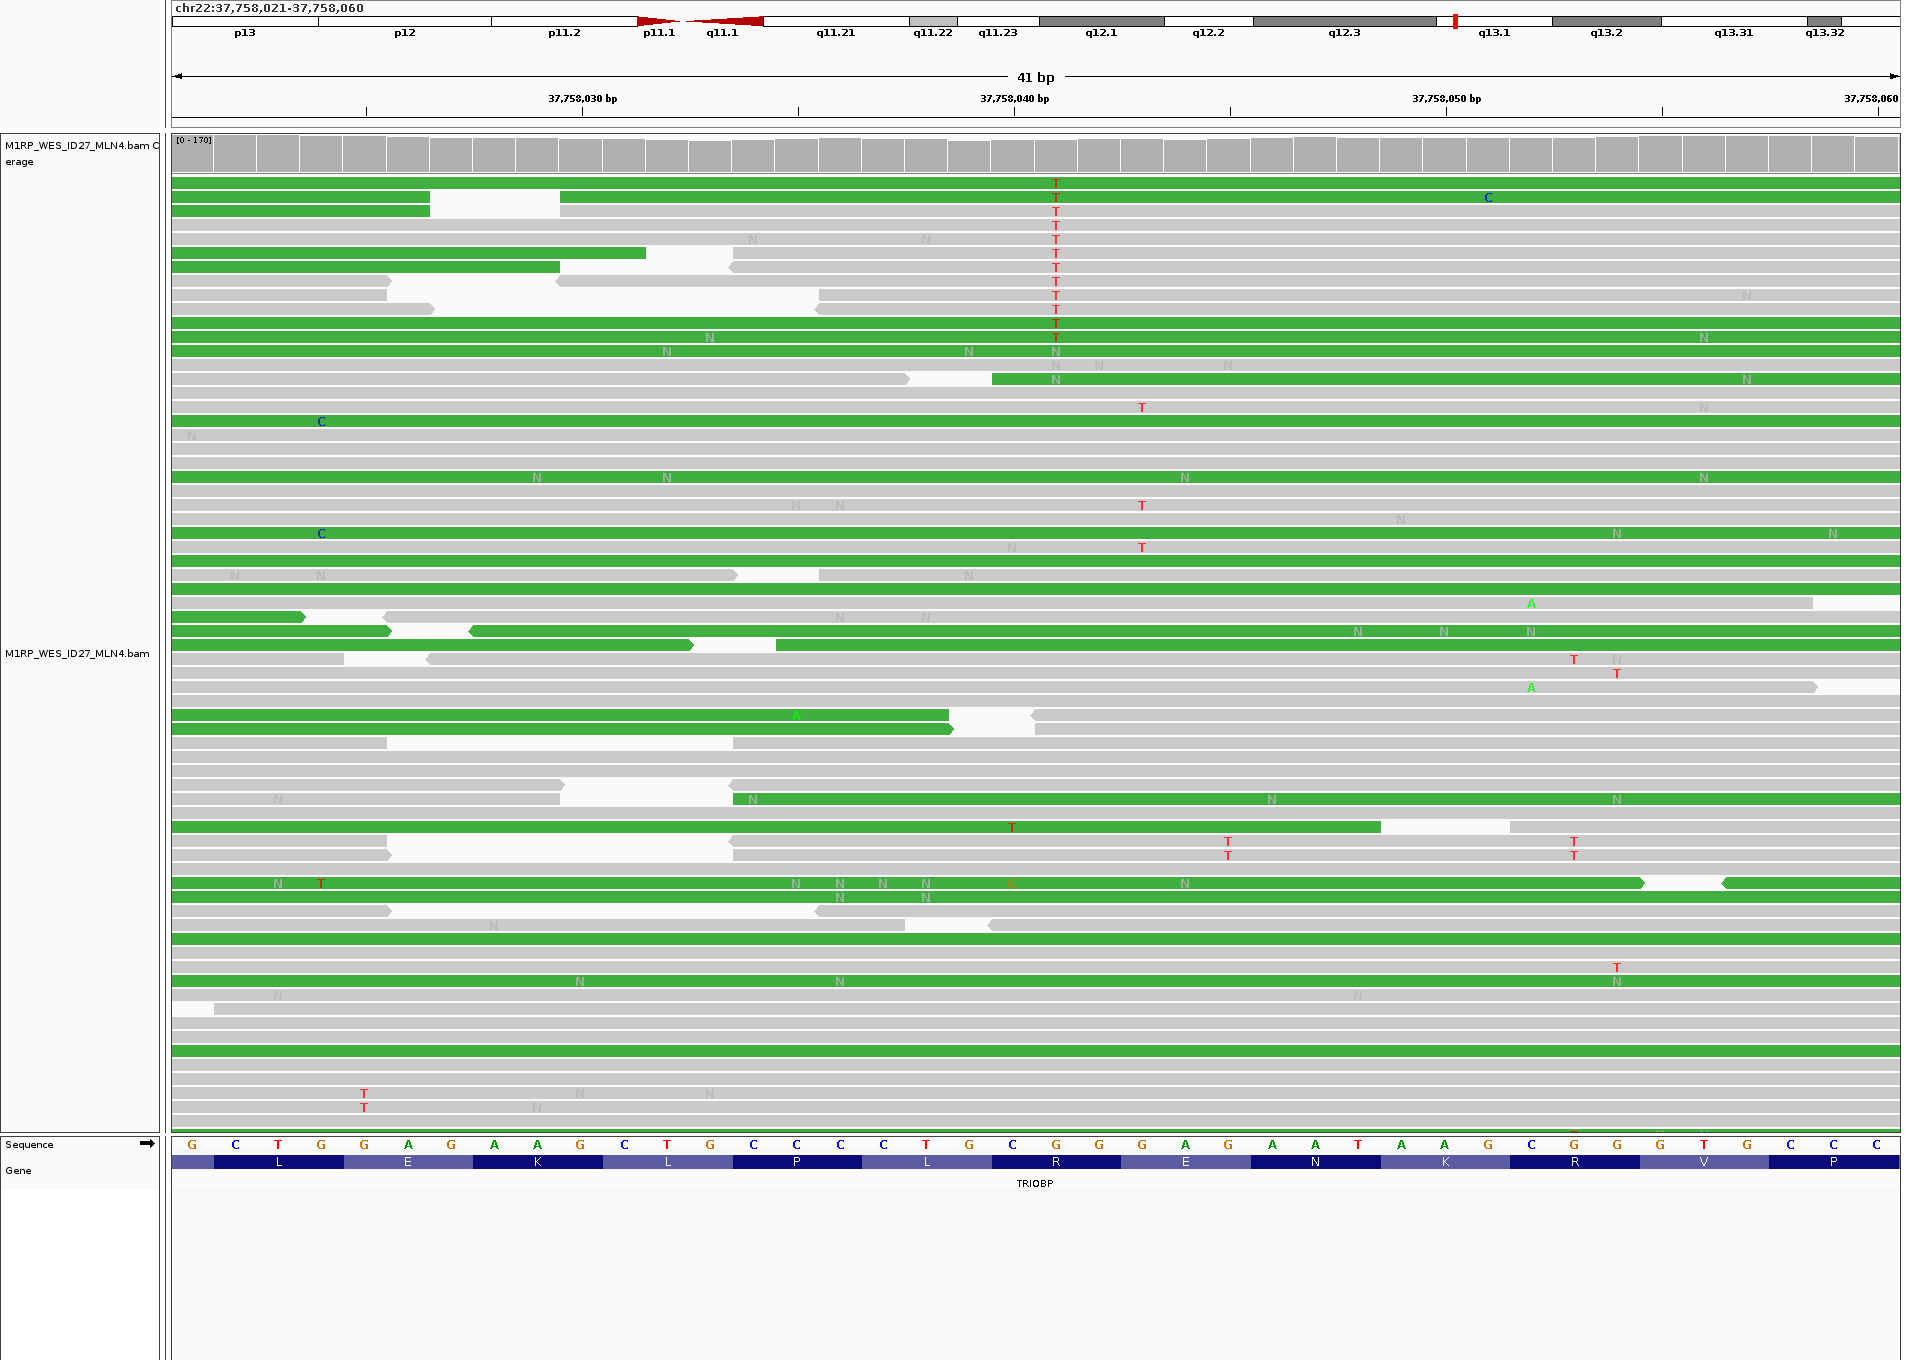 chr22:37,758,021-37,758,060
p13 p12 p11.2 p11.1 q11.1 q11.21 q11.22 q11.23 q12.1 q12.2 q12.3 q13.1 q13.2 q13.31 q13.32
41 bp
37,758,030 bp 37,758,040 bp 37,758,050 bp 37,758,060
M1RP_WES_ID27_MLN4.bam C
erage
[0 - 170]
T
T C
T
T
N N T
T
T
T
T N
T
T
N T N
N N N
N N N
N N
T N
C
N
N N N N
N N T
N
C N N
N T
N N N
A
N N
N N N
M1RP_WES_ID27_MLN4.bam
T N
T
A
A
N N N N
T
T T
T T
N T N N N N G N
N N
N
T
N N N
N N
T N N
T N
Sequence G C T G G A G A A G C T G C C C C T G C G G G A G A A T A A G C G G G T G C C C
Gene L E K L P L R E N K R V P
TRIOBP